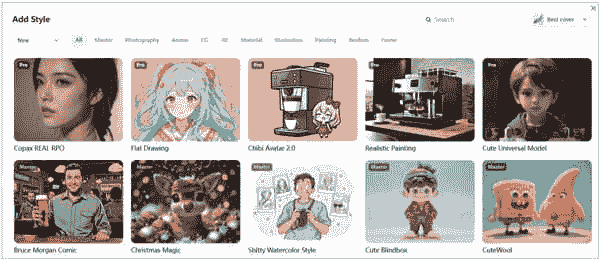 Add Style
Search
Best mixer
New
All
Master
Photography
Anime
CG
3D
Material
Illustration
Painting
Realism
Game
Pro
Pro
Pro
Pro
Pro
Copax REAL RPO
Flat Drawing
Chibi Avatar 2.0
Realistic Painting
Cute Universal Model
Master
Master
Master
Master
Master
Bruce Morgan Comic
Christmas Magic
Shitty Watercolor Style
Cute Blindbox
CuteWool